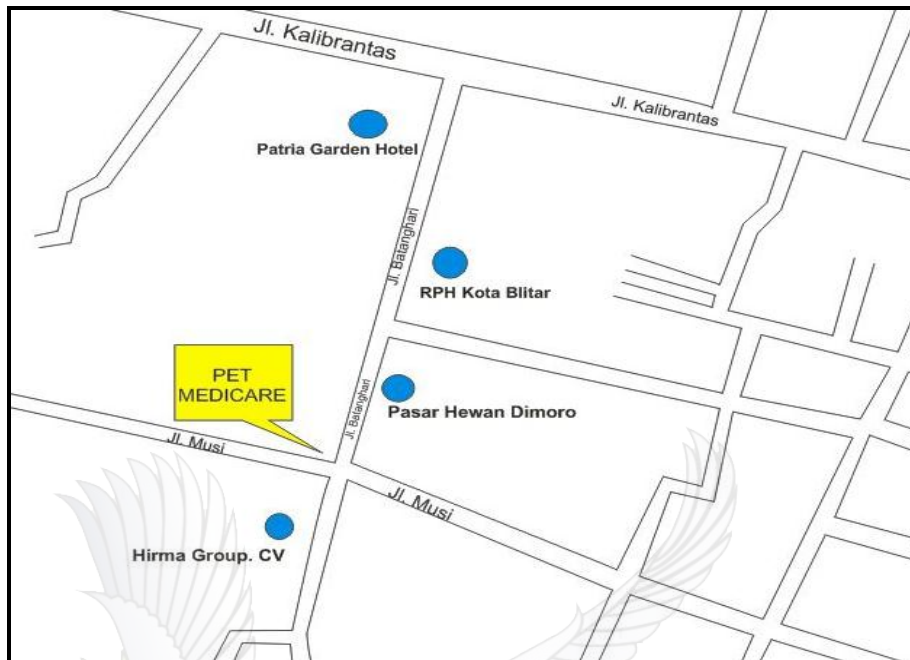 Jl. Kalibrantas
Jl. Kalibrantas
Patria Garden Hotel
Jl. Batanghari
RPH Kota Blitar
PET
MEDICARE
Jl. Batanghari
Pasar Hewan Dimoro
Jl. Musi
Jl. Musi
Hirma Group. CV